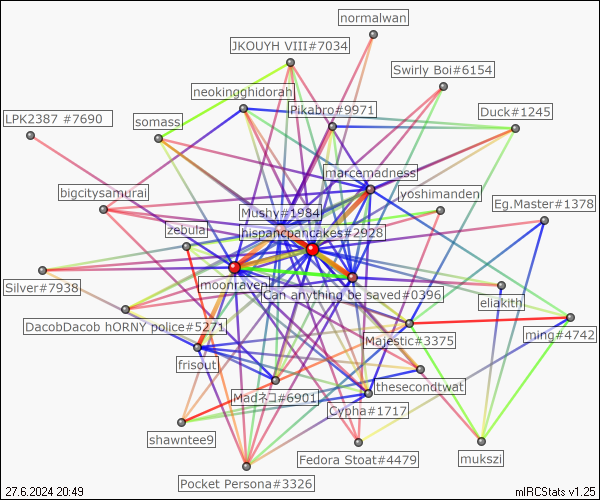 normalwan
JKOUYH VIII#7034
Swirly Boi#6154
neokingghidorah
Pikabro#9971
Duck#1245
LPK2387 #7690
somass
marcemadness
bigcitysamurai
yoshimanden
Eg.Master#1378
Mushy#1984
zebula
hispancpancakes#2928
Silver#7938
moonraven
Can anything be saved#0396
eliakith
DacobDacob hORNY police#5271
Majestic#3375
ming#4742
frisout
thesecondtwat
Madネコ#6901
Cypha#1717
shawntee9
Fedora Stoat#4479
mukszi
Pocket Persona#3326
27.6.2024 20:49
mIRCStats v1.25